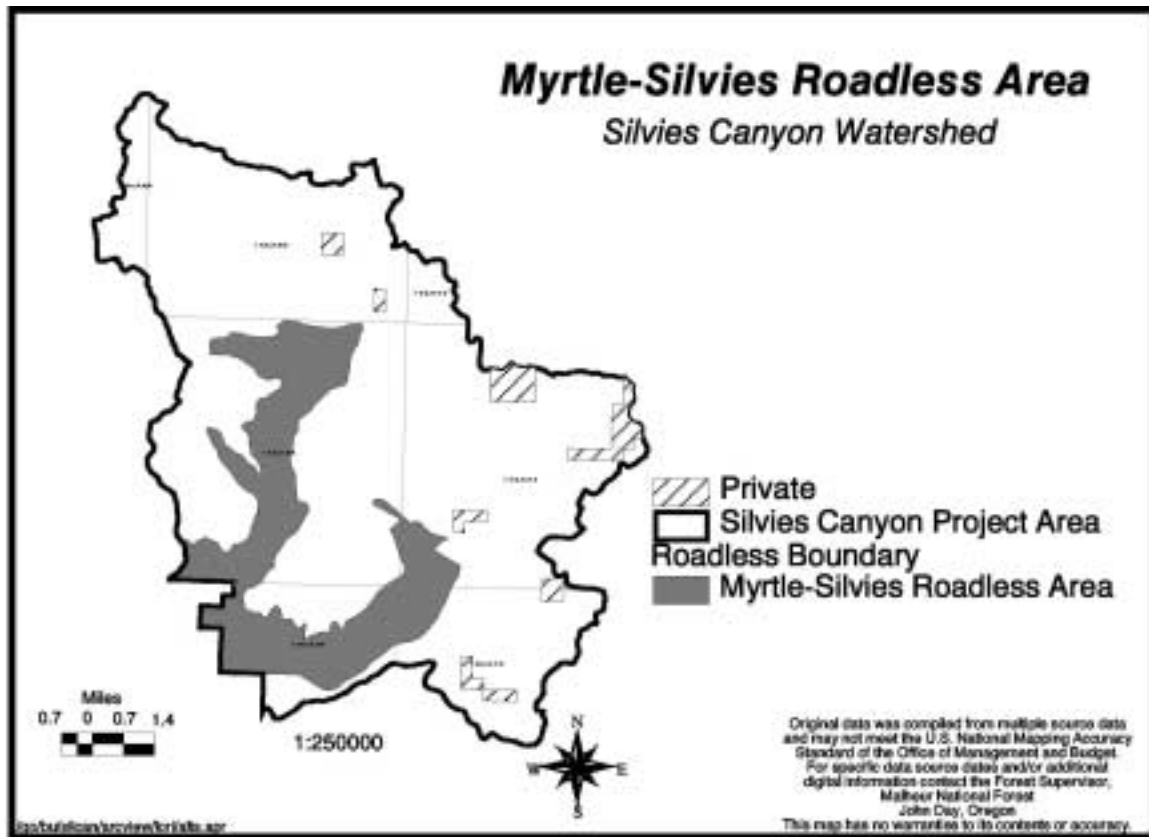 Myrtle-Silvies Roadless Area
Silvies Canyon Watershed
Private
Silvies Canyon Project Area
Roadless Boundary
Myrtle-Silvies Roadless Area
Miles
0.7 0 0.7 1.4
1:250000
N
W E
S
Original data was compiled from multiple source data
and may not meet the U.S. National Mapping Accuracy
Standard of the Office of Management and Budget.
For specific data source dates and/or additional
digital information contact the Forest Supervisor,
Malheur National Forest
John Day, Oregon
This map has no warranties to its contents or accuracy.